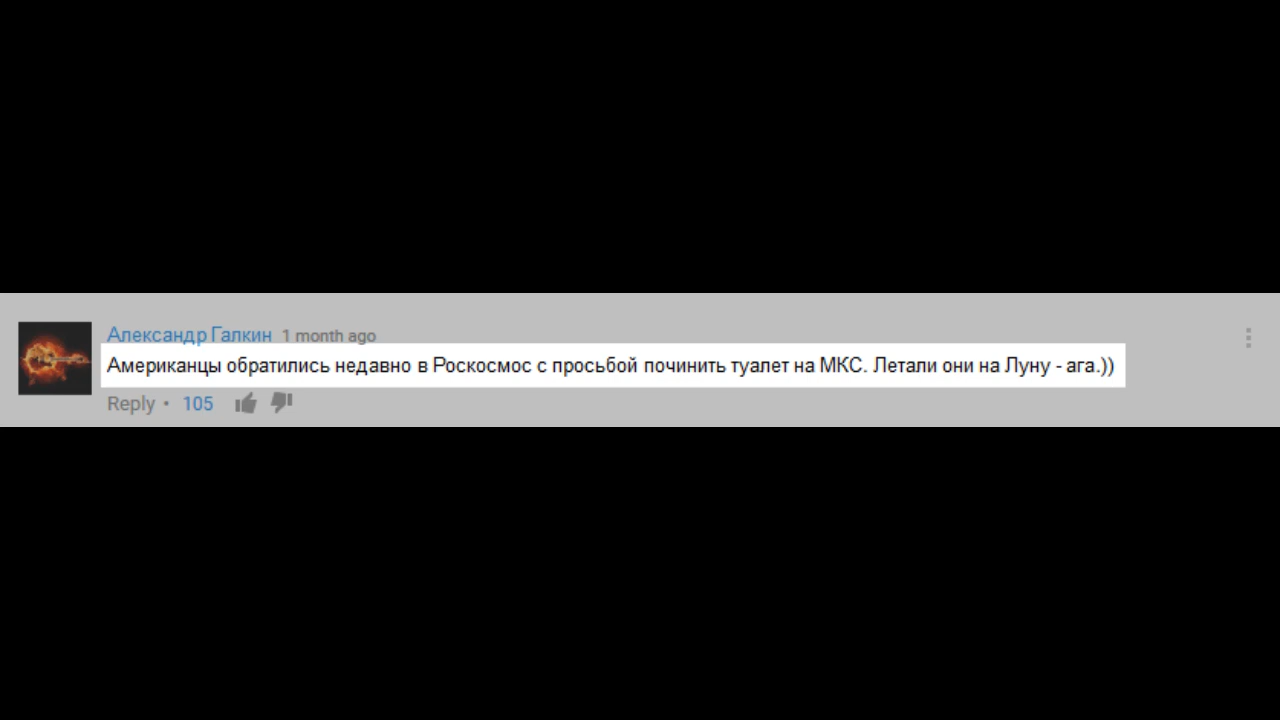 Александр Галкин 1 month ago
Американцы обратились недавно в Роскосмос с просьбой починить туалет на МКС. Летали они на Луну - ага.))
Reply • 105